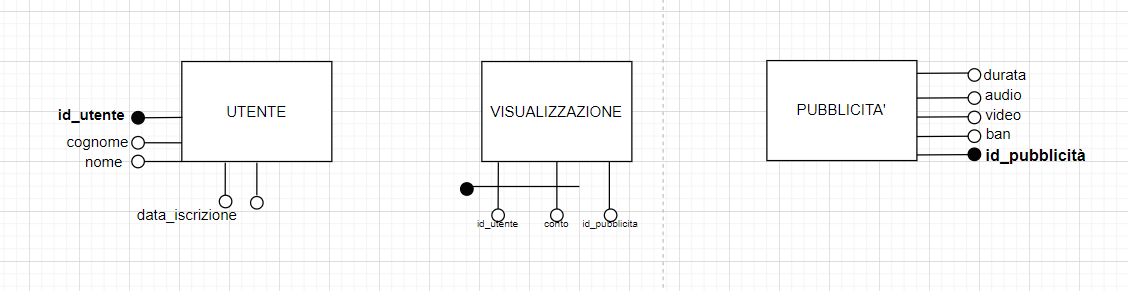 UTENTE
id_utente
cognome
nome
data_iscrizione
VISUALIZZAZIONE
id_utente
conto
id_pubblicita
PUBBLICITA'
durata
audio
video
ban
id_pubblicità